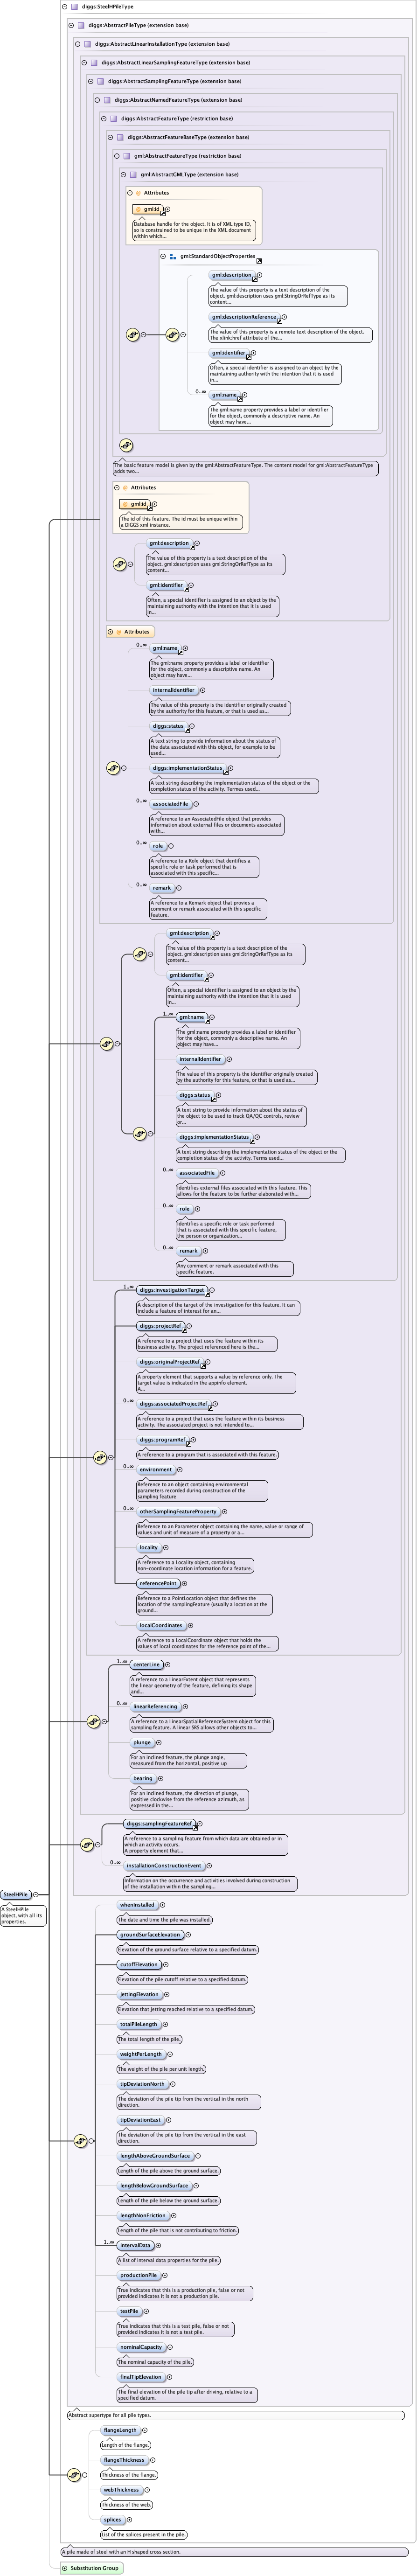 diggs:SteelHPileType
diggs:AbstractPileType (extension base)
diggs:AbstractLinearInstallationType (extension base)
diggs:AbstractLinearSamplingFeatureType (extension base)
diggs:AbstractSamplingFeatureType (extension base)
diggs:AbstractNamedFeatureType (extension base)
diggs:AbstractFeatureType (restriction base)
diggs:AbstractFeatureBaseType (extension base)
gml:AbstractFeatureType (restriction base)
gml:AbstractGMLType (extension base)
Attributes
gml:id
Database handle for the object. It is of XML type ID,
so is constrained to be unique in the XML document
within which...
gml:StandardObjectProperties
gml:description
The value of this property is a text description of the
object. gml:description uses gml:StringOrRefType as its
content...
gml:descriptionReference
The value of this property is a remote text description of the object.
The xlink:href attribute of the...
gml:identifier
Often, a special identifier is assigned to an object by the
maintaining authority with the intention that it is used
in...
0..∞
gml:name
The gml:name property provides a label or identifier
for the object, commonly a descriptive name. An
object may have...
The basic feature model is given by the gml:AbstractFeatureType. The content model for gml:AbstractFeatureType
adds two...
Attributes
gml:id
The id of this feature. The id must be unique within
a DIGGS xml instance.
gml:description
The value of this property is a text description of the
object. gml:description uses gml:StringOrRefType as its
content...
gml:identifier
Often, a special identifier is assigned to an object by the
maintaining authority with the intention that it is used
in...
Attributes
0..∞
gml:name
The gml:name property provides a label or identifier
for the object, commonly a descriptive name. An
object may have...
internalIdentifier
The value of this property is the identifier originally created
by the authority for this feature, or that is used as...
diggs:status
A text string to provide information about the status of
the data associated with this object, for example to be
used...
diggs:implementationStatus
A text string describing the implementation status of the object or the
completion status of the activity. Termes used...
0..∞
associatedFile
A reference to an AssociatedFile object that provides
information about external files or documents associated
with...
0..∞
role
A reference to a Role object that dentifies a
specific role or task performed that is
associated with this specific...
0..∞
remark
A reference to a Remark object that provies a
comment or remark associated with this specific
feature.
gml:description
The value of this property is a text description of the
object. gml:description uses gml:StringOrRefType as its
content...
gml:identifier
Often, a special identifier is assigned to an object by the
maintaining authority with the intention that it is used
in...
1..∞
gml:name
The gml:name property provides a label or identifier
for the object, commonly a descriptive name. An
object may have...
internalIdentifier
The value of this property is the identifier originally created
by the authority for this feature, or that is used as...
diggs:status
A text string to provide information about the status of
the object to be used to track QA/QC controls, review
or...
diggs:implementationStatus
A text string describing the implementation status of the object or the
completion status of the activity. Terms used...
0..∞
associatedFile
Identifies external files associated with this feature. This
allows for the feature to be further elaborated with...
0..∞
role
Identifies a specific role or task performed
that is associated with this specific feature,
the person or organization...
0..∞
remark
Any comment or remark associated with this
specific feature.
1..∞
diggs:investigationTarget
A description of the target of the investigation for this feature. It can
include a feature of interest for an...
diggs:projectRef
A reference to a project that uses the feature within its
business activity. The project referenced here is the...
diggs:originalProjectRef
A property element that supports a value by reference only. The
target value is indicated in the appinfo element.
A...
0..∞
diggs:associatedProjectRef
A reference to a project that uses the feature within its business
activity. The associated project is not intended to...
diggs:programRef
A reference to a program that is associated with this feature.
0..∞
environment
Reference to an object containing environmental
parameters recorded during construction of the
sampling feature
0..∞
otherSamplingFeatureProperty
Reference to an Parameter object containing the name, value or range of
values and unit of measure of a property or a...
locality
A reference to a Locality object, containing
non-coordinate location information for a feature.
referencePoint
Reference to a PointLocation object that defines the
location of the samplingFeature (usually a location at the
ground...
localCoordinates
A reference to a LocalCoordinate object that holds the
values of local coordinates for the reference point of the...
1..∞
centerLine
A reference to a LinearExtent object that represents
the linear geometry of the feature, defining its shape
and...
0..∞
linearReferencing
A reference to a LinearSpatialReferenceSystem object for this
sampling feature. A linear SRS allows other objects to...
plunge
For an inclined feature, the plunge angle,
measured from the horizontal, positive up
bearing
For an inclined feature, the direction of plunge,
positive clockwise from the reference azimuth, as
expressed in the...
diggs:samplingFeatureRef
A reference to a sampling feature from which data are obtained or in
which an activity occurs.
A property element that...
0..∞
installationConstructionEvent
Information on the occurrence and activities involved during construction
of the installation within the sampling...
SteelHPile
A SteelHPile
object, with all its
properties.
whenInstalled
The date and time the pile was installed.
groundSurfaceElevation
Elevation of the ground surface relative to a specified datum.
cutoffElevation
Elevation of the pile cutoff relative to a specified datum.
jettingElevation
Elevation that jetting reached relative to a specified datum.
totalPileLength
The total length of the pile.
weightPerLength
The weight of the pile per unit length.
tipDeviationNorth
The deviation of the pile tip from the vertical in the north
direction.
tipDeviationEast
The deviation of the pile tip from the vertical in the east
direction.
lengthAboveGroundSurface
Length of the pile above the ground surface.
lengthBelowGroundSurface
Length of the pile below the ground surface.
lengthNonFriction
Length of the pile that is not contributing to friction.
1..∞
intervalData
A list of interval data properties for the pile.
productionPile
True indicates that this is a production pile, false or not
provided indicates it is not a production pile.
testPile
True indicates that this is a test pile, false or not
provided indicates it is not a test pile.
nominalCapacity
The nominal capacity of the pile.
finalTipElevation
The final elevation of the pile tip after driving, relative to a
specified datum.
Abstract supertype for all pile types.
flangeLength
Length of the flange.
flangeThickness
Thickness of the flange.
webThickness
Thickness of the web.
splices
List of the splices present in the pile.
A pile made of steel with an H shaped cross section.
Substitution Group